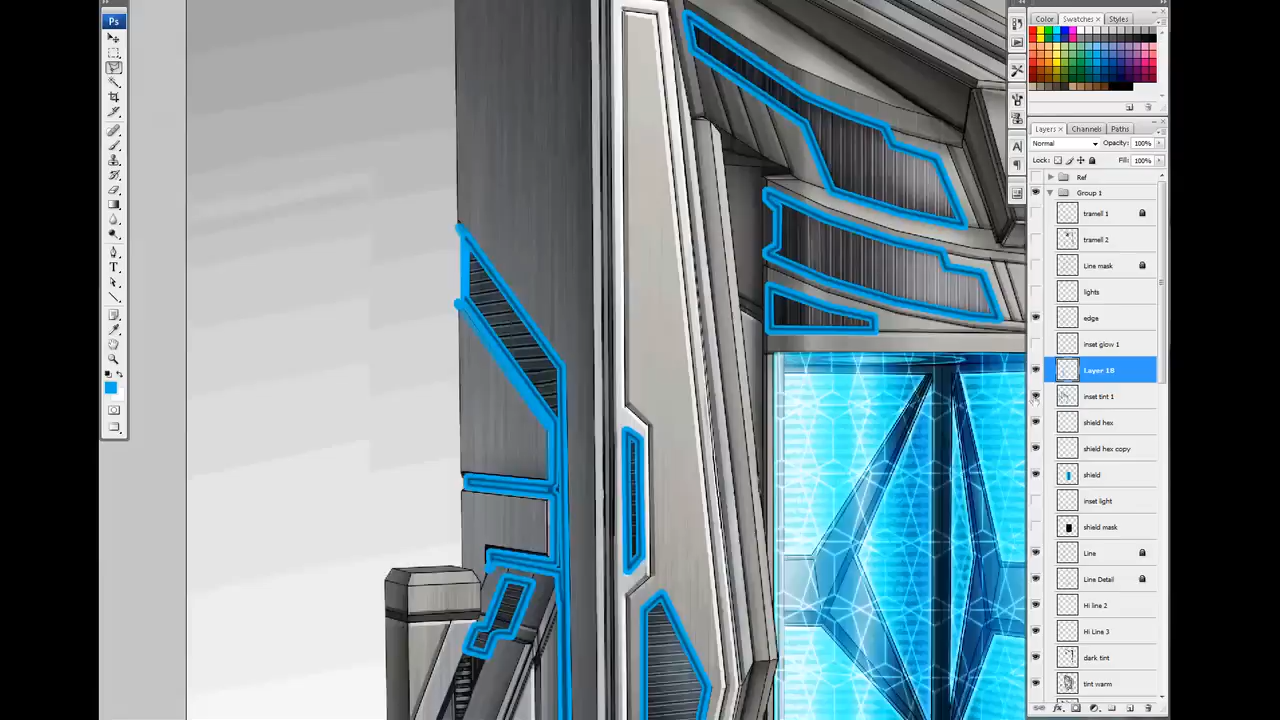 Ps
Color
Swatches ×
Styles
Layers ×
Channels
Paths
Normal
Opacity: 100%
Lock:
Fill: 100%
Ref
Group 1
tramell 1
tramell 2
Line mask
lights
edge
inset glow 1
Layer 18
inset tint 1
shield hex
shield hex copy
shield
inset light
shield mask
Line
Line Detail
Hi line 2
Hi Line 3
dark tint
tint warm
T
A
fx